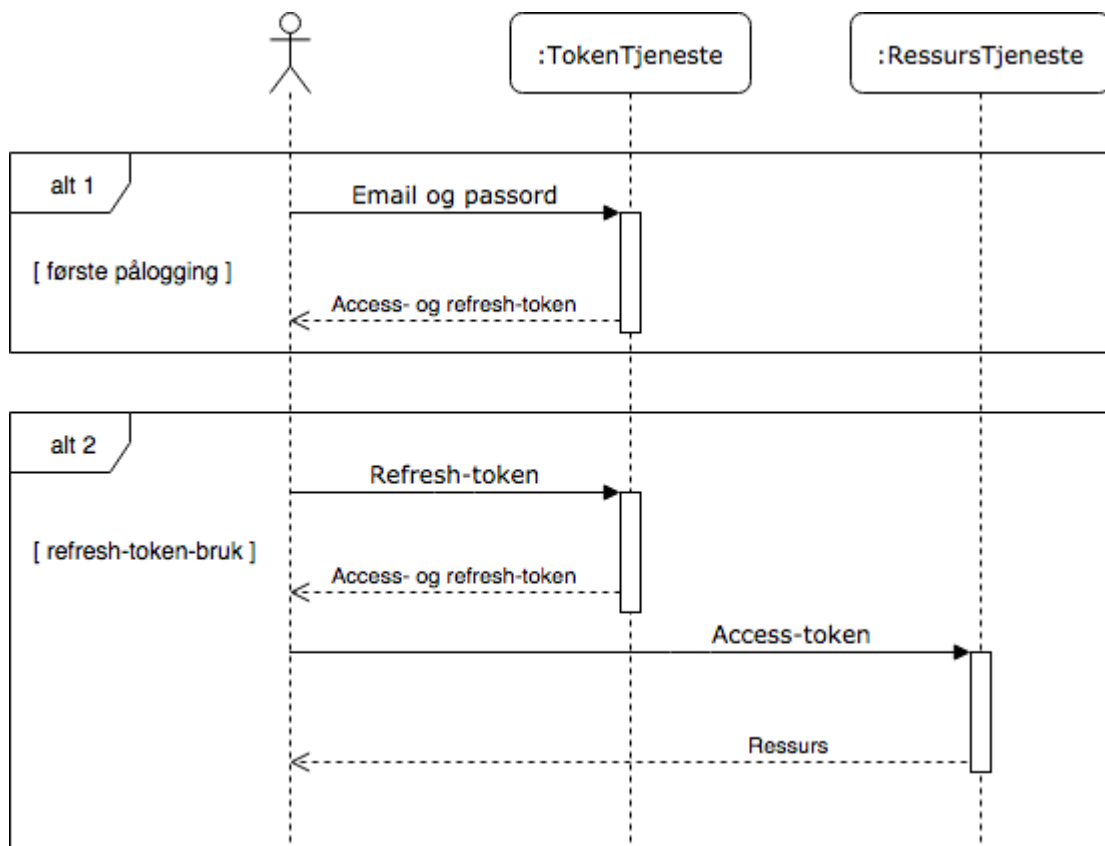 :TokenTjeneste
:RessursTjeneste
alt 1
Email og passord
[ første pålogging ]
Access- og refresh-token
alt 2
Refresh-token
[ refresh-token-bruk ]
Access- og refresh-token
Access-token
Ressurs